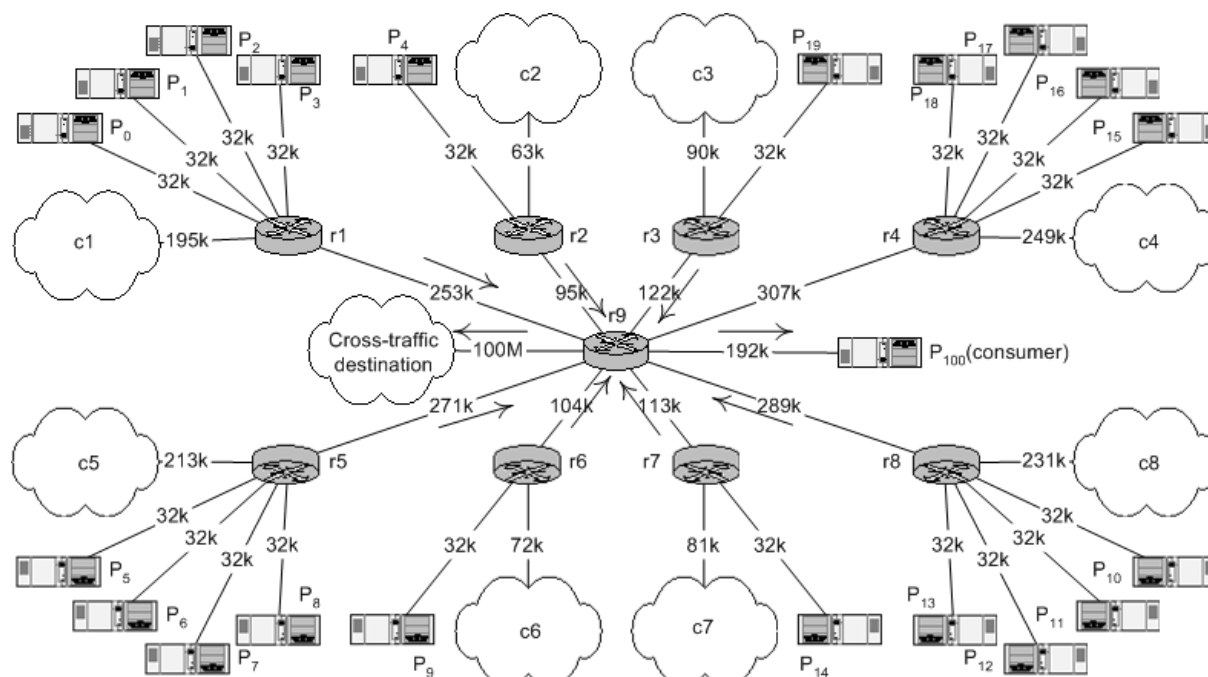 P2
P4
c2
c3
P19
P17
P1
P3
P18
P16
P0
P15
32k
32k
32k
32k
32k
63k
90k
32k
32k
32k
32k
32k
c1
195k
r1
r2
r3
r4
249k
c4
253k
95k
122k
307k
r9
Cross-traffic
destination
100M
192k
P100(consumer)
271k
104k
113k
289k
c5
213k
r5
r6
r7
r8
231k
c8
32k
32k
32k
32k
32k
72k
81k
32k
32k
32k
32k
32k
P5
P6
P7
P8
P9
c6
c7
P14
P13
P12
P11
P10